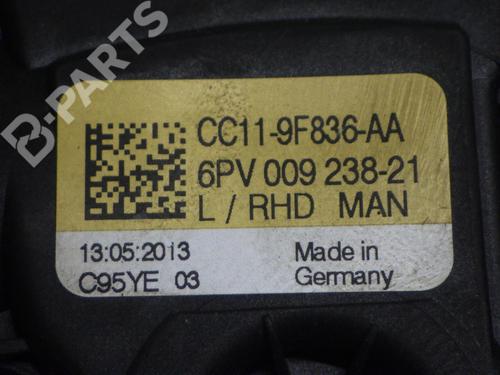 B-PARTS
CC11-9F836-AA
6PV 009 238-21
L / RHD MAN
13:05:2013
Made in
C95YE 03
Germany